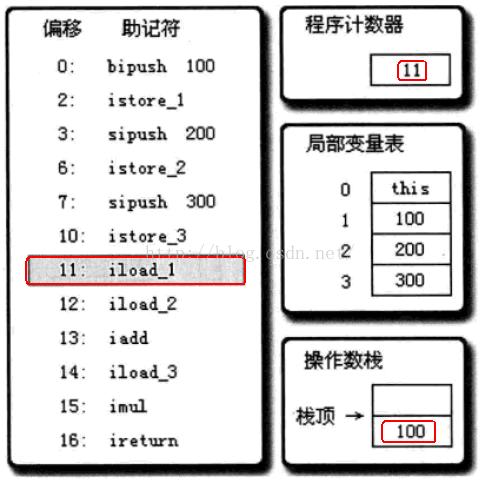 偏移 助记符
0: bipush 100
2: istore_1
3: sipush 200
6: istore_2
7: sipush 300
10: istore_3
11: iload_1
12: iload_2
13: iadd
14: iload_3
15: imul
16: ireturn
程序计数器
11
局部变量表
0 this
1 100
2 200
3 300
操作数栈
栈顶 →
100
http://blog.csdn.net/